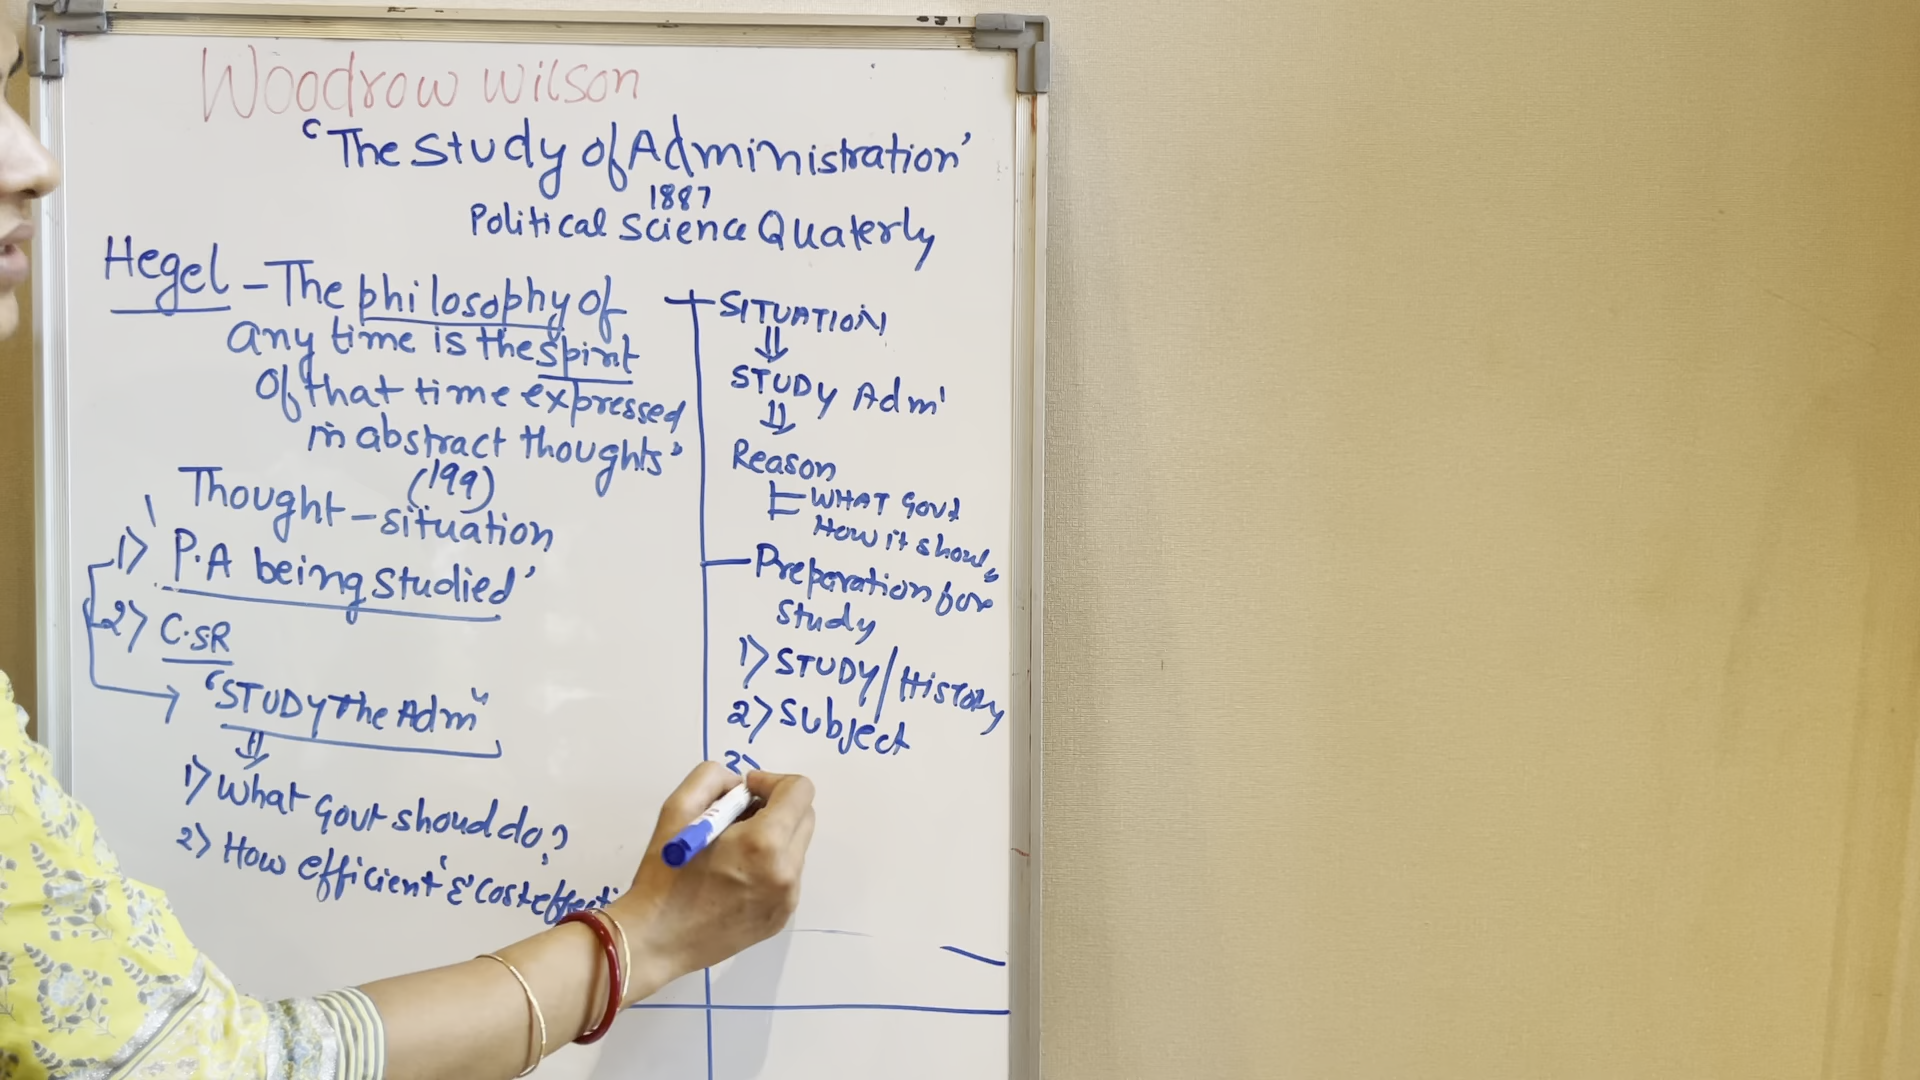 Woodrow Wilson
'The Study of Administration'
1887
Political Science Quaterly
Hegel - The philosophy of
any time is the spirit
of that time expressed
in abstract thoughts'
(199)
Thought - situation
1) 'P.A being studied'
2) C.SR
"STUDY the Adm"
1) What Govt shoud do?
2) How efficient & cost effecti
SITUATION
STUDY Adm'
Reason
WHAT Govt
How it shoul
Preparation for
Study
1) STUDY/History
2) Subject